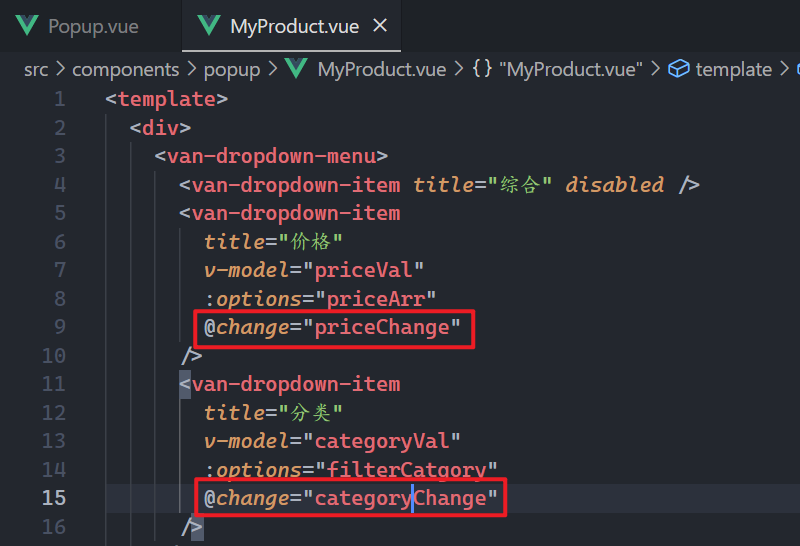 Popup.vue MyProduct.vue ×
src > components > popup > MyProduct.vue > {} "MyProduct.vue" > template >
1 <template>
2 <div>
3 <van-dropdown-menu>
4 <van-dropdown-item title="综合" disabled />
5 <van-dropdown-item
6 title="价格"
7 v-model="priceVal"
8 :options="priceArr"
9 @change="priceChange"
10 />
11 <van-dropdown-item
12 title="分类"
13 v-model="categoryVal"
14 :options="filterCatgory"
15 @change="categoryChange"
16 />